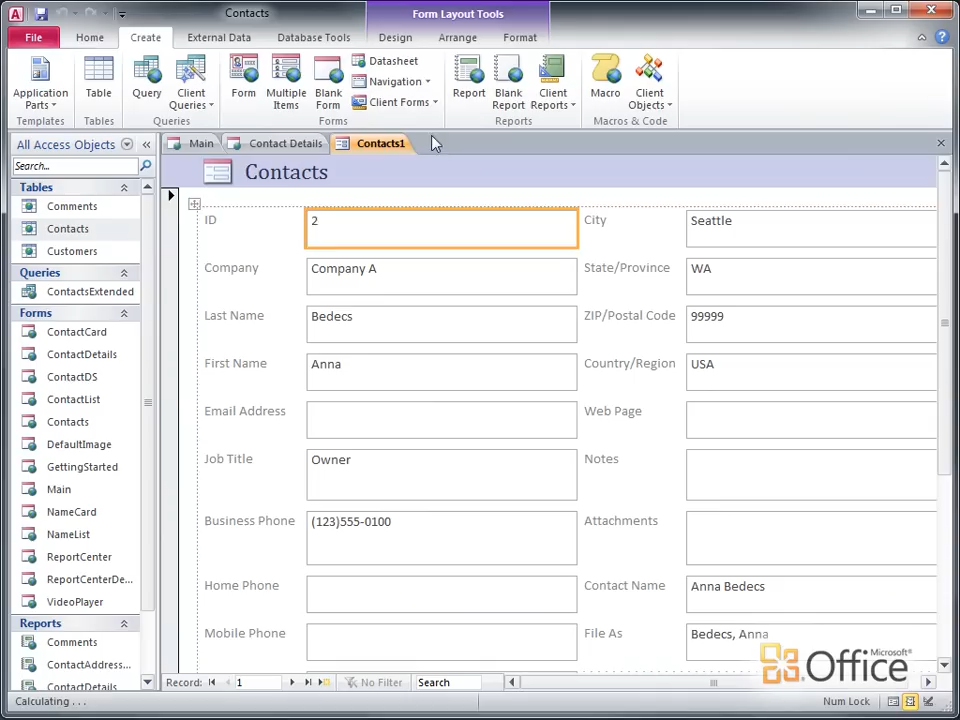 Contacts
Form Layout Tools
File
Home
Create
External Data
Database Tools
Design
Arrange
Format
Application Parts
Table
Query
Client Queries
Form
Multiple Items
Blank Form
Datasheet
Navigation
Client Forms
Report
Blank Report
Client Reports
Macro
Client Objects
Templates
Tables
Queries
Forms
Reports
Macros & Code
All Access Objects
Search...
Tables
Comments
Contacts
Customers
Queries
ContactsExtended
Forms
ContactCard
ContactDetails
ContactDS
ContactList
Contacts
DefaultImage
GettingStarted
Main
NameCard
NameList
ReportCenter
ReportCenterDe...
VideoPlayer
Reports
Comments
ContactAddress...
ContactDetails
Main
Contact Details
Contacts1
Contacts
ID 2 City Seattle
Company Company A State/Province WA
Last Name Bedecs ZIP/Postal Code 99999
First Name Anna Country/Region USA
Email Address Web Page
Job Title Owner Notes
Business Phone (123)555-0100 Attachments
Home Phone Contact Name Anna Bedecs
Mobile Phone File As Bedecs, Anna
Microsoft®
Office
Record: 1 No Filter Search
Calculating . . .
Num Lock